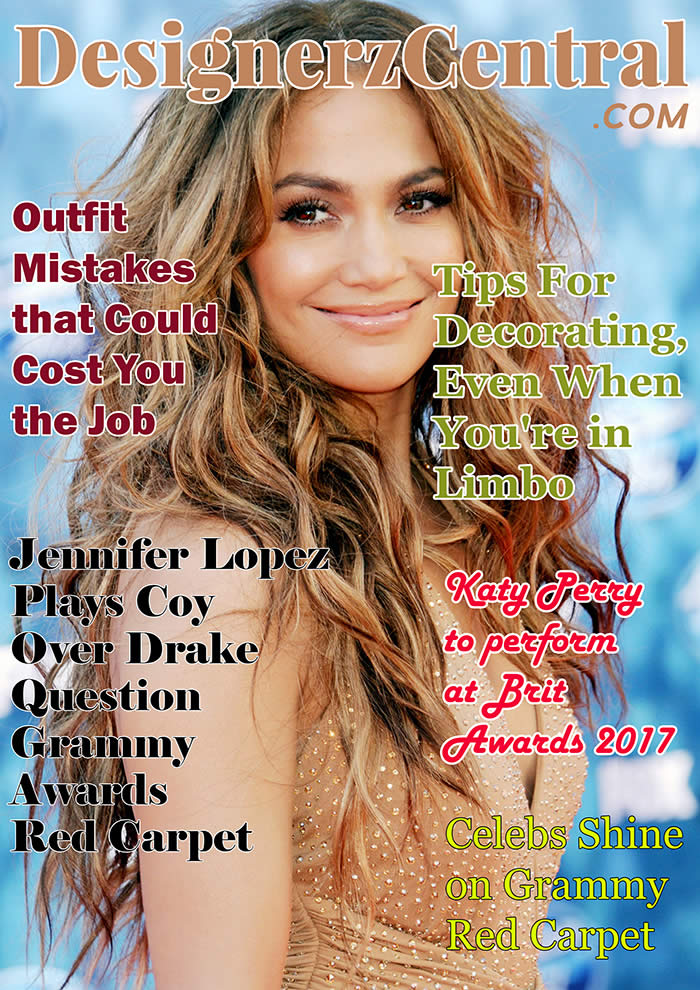 DesignerzCentral
.COM
Outfit
Mistakes
that Could
Cost You
the Job
Tips For
Decorating,
Even When
You're in
Limbo
Jennifer Lopez
Plays Coy
Over Drake
Question
Grammy
Awards
Red Carpet
Katy Perry
to perform
at Brit
Awards 2017
Celebs Shine
on Grammy
Red Carpet